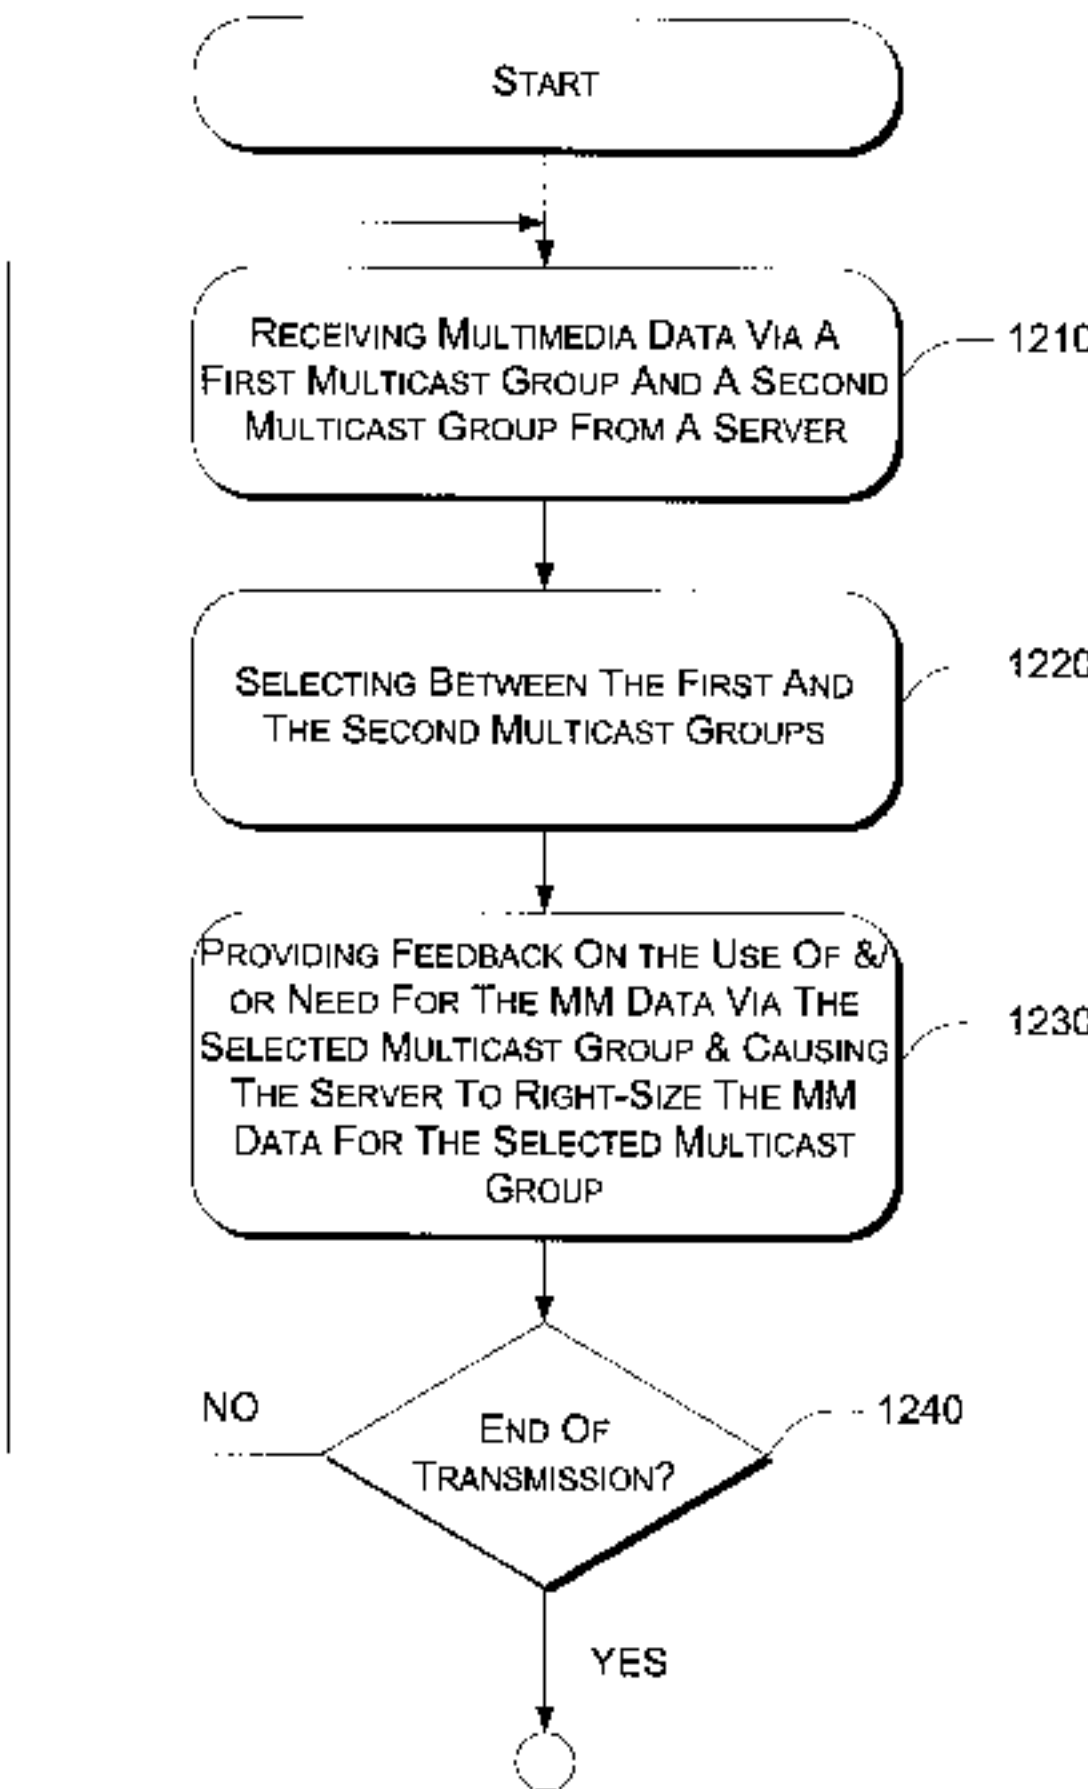 START
RECEIVING MULTIMEDIA DATA VIA A
FIRST MULTICAST GROUP AND A SECOND
MULTICAST GROUP FROM A SERVER
1210
SELECTING BETWEEN THE FIRST AND
THE SECOND MULTICAST GROUPS
1220
PROVIDING FEEDBACK ON THE USE OF &/
OR NEED FOR THE MM DATA VIA THE
SELECTED MULTICAST GROUP & CAUSING
THE SERVER TO RIGHT-SIZE THE MM
DATA FOR THE SELECTED MULTICAST
GROUP
1230
NO
END OF
TRANSMISSION?
1240
YES